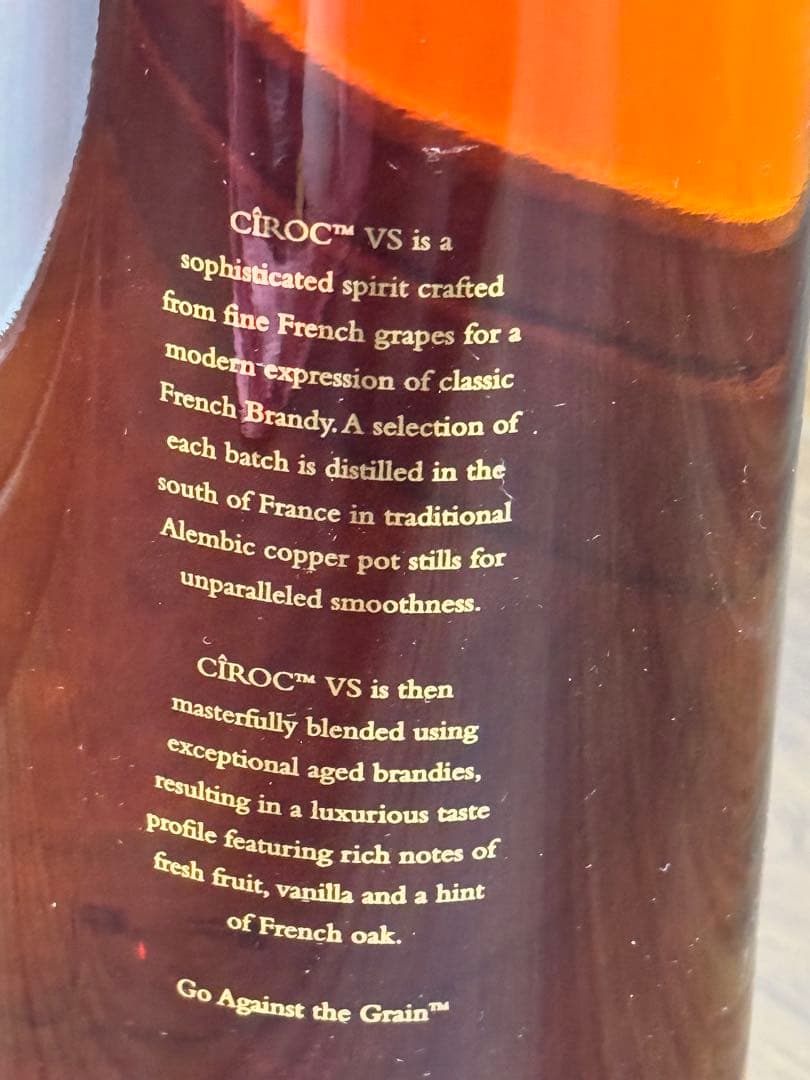 CÎROC™ VS is a
sophisticated spirit crafted
from fine French grapes for a
modern expression of classic
French Brandy. A selection of
each batch is distilled in the
south of France in traditional
Alembic copper pot stills for
unparalleled smoothness.
CÎROC™ VS is then
masterfully blended using
exceptional aged brandies,
resulting in a luxurious taste
profile featuring rich notes of
fresh fruit, vanilla and a hint
of French oak.
Go Against the Grain™